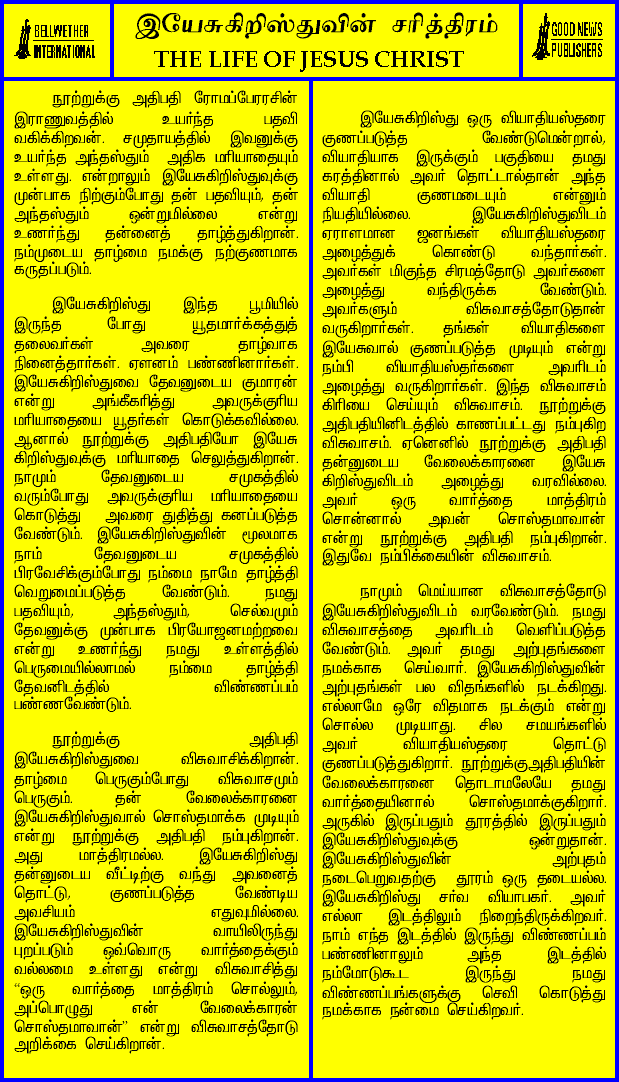 BELLWETHER
INTERNATIONAL
இயேசுகிறிஸ்துவின் சரித்திரம்
THE LIFE OF JESUS CHRIST
GOOD NEWS
PUBLISHERS
நூற்றுக்கு அதிபதி ரோமப்பேரரசின்
இராணுவத்தில் உயர்ந்த பதவி
வகிக்கிறவன். சமுதாயத்தில் இவனுக்கு
உயர்ந்த அந்தஸ்தும் அதிக மரியாதையும்
உள்ளது. என்றாலும் இயேசுகிறிஸ்துவுக்கு
முன்பாக நிற்கும்போது தன் பதவியும், தன்
அந்தஸ்தும் ஒன்றுமில்லை என்று
உணர்ந்து தன்னைத் தாழ்த்துகிறான்.
நம்முடைய தாழ்மை நமக்கு நற்குணமாக
கருதப்படும்.
இயேசுகிறிஸ்து இந்த பூமியில்
இருந்த போது யூதமார்க்கத்துத்
தலைவர்கள் அவரை தாழ்வாக
நினைத்தார்கள். ஏளனம் பண்ணினார்கள்.
இயேசுகிறிஸ்துவை தேவனுடைய குமாரன்
என்று அங்கீகரித்து அவருக்குரிய
மரியாதையை யூதர்கள் கொடுக்கவில்லை.
ஆனால் நூற்றுக்கு அதிபதியோ இயேசு
கிறிஸ்துவுக்கு மரியாதை செலுத்துகிறான்.
நாமும் தேவனுடைய சமுகத்தில்
வரும்போது அவருக்குரிய மரியாதையை
கொடுத்து அவரை துதித்து கனப்படுத்த
வேண்டும். இயேசுகிறிஸ்துவின் மூலமாக
நாம் தேவனுடைய சமுகத்தில்
பிரவேசிக்கும்போது நம்மை நாமே தாழ்த்தி
வெறுமைப்படுத்த வேண்டும். நமது
பதவியும், அந்தஸ்தும், செல்வமும்
தேவனுக்கு முன்பாக பிரயோஜனமற்றவை
என்று உணர்ந்து நமது உள்ளத்தில்
பெருமையில்லாமல் நம்மை தாழ்த்தி
தேவனிடத்தில் விண்ணப்பம்
பண்ணவேண்டும்.
நூற்றுக்கு அதிபதி
இயேசுகிறிஸ்துவை விசுவாசிக்கிறான்.
தாழ்மை பெருகும்போது விசுவாசமும்
பெருகும். தன் வேலைக்காரனை
இயேசுகிறிஸ்துவால் சொஸ்தமாக்க முடியும்
என்று நூற்றுக்கு அதிபதி நம்புகிறான்.
அது மாத்திரமல்ல. இயேசுகிறிஸ்து
தன்னுடைய வீட்டிற்கு வந்து அவனைத்
தொட்டு, குணப்படுத்த வேண்டிய
அவசியம் எதுவுமில்லை.
இயேசுகிறிஸ்துவின் வாயிலிருந்து
புறப்படும் ஒவ்வொரு வார்த்தைக்கும்
வல்லமை உள்ளது என்று விசுவாசித்து
“ஒரு வார்த்தை மாத்திரம் சொல்லும்,
அப்பொழுது என் வேலைக்காரன்
சொஸ்தமாவான்” என்று விசுவாசத்தோடு
அறிக்கை செய்கிறான்.
இயேசுகிறிஸ்து ஒரு வியாதியஸ்தரை
குணப்படுத்த வேண்டுமென்றால்,
வியாதியாக இருக்கும் பகுதியை தமது
கரத்தினால் அவர் தொட்டால்தான் அந்த
வியாதி குணமடையும் என்னும்
நியதியில்லை. இயேசுகிறிஸ்துவிடம்
ஏராளமான ஜனங்கள் வியாதியஸ்தரை
அழைத்துக் கொண்டு வந்தார்கள்.
அவர்கள் மிகுந்த சிரமத்தோடு அவர்களை
அழைத்து வந்திருக்க வேண்டும்.
அவர்களும் விசுவாசத்தோடுதான்
வருகிறார்கள். தங்கள் வியாதிகளை
இயேசுவால் குணப்படுத்த முடியும் என்று
நம்பி வியாதியஸ்தர்களை அவரிடம்
அழைத்து வருகிறார்கள். இந்த விசுவாசம்
கிரியை செய்யும் விசுவாசம். நூற்றுக்கு
அதிபதியினிடத்தில் காணப்பட்டது நம்புகிற
விசுவாசம். ஏனெனில் நூற்றுக்கு அதிபதி
தன்னுடைய வேலைக்காரனை இயேசு
கிறிஸ்துவிடம் அழைத்து வரவில்லை.
அவர் ஒரு வார்த்தை மாத்திரம்
சொன்னால் அவன் சொஸ்தமாவான்
என்று நூற்றுக்கு அதிபதி நம்புகிறான்.
இதுவே நம்பிக்கையின் விசுவாசம்.
நாமும் மெய்யான விசுவாசத்தோடு
இயேசுகிறிஸ்துவிடம் வரவேண்டும். நமது
விசுவாசத்தை அவரிடம் வெளிப்படுத்த
வேண்டும். அவர் தமது அற்புதங்களை
நமக்காக செய்வார். இயேசுகிறிஸ்துவின்
அற்புதங்கள் பல விதங்களில் நடக்கிறது.
எல்லாமே ஒரே விதமாக நடக்கும் என்று
சொல்ல முடியாது. சில சமயங்களில்
அவர் வியாதியஸ்தரை தொட்டு
குணப்படுத்துகிறார். நூற்றுக்குஅதிபதியின்
வேலைக்காரனை தொடாமலேயே தமது
வார்த்தையினால் சொஸ்தமாக்குகிறார்.
அருகில் இருப்பதும் தூரத்தில் இருப்பதும்
இயேசுகிறிஸ்துவுக்கு ஒன்றுதான்.
இயேசுகிறிஸ்துவின் அற்புதம்
நடைபெறுவதற்கு தூரம் ஒரு தடையல்ல.
இயேசுகிறிஸ்து சர்வ வியாபகர். அவர்
எல்லா இடத்திலும் நிறைந்திருக்கிறவர்.
நாம் எந்த இடத்தில் இருந்து விண்ணப்பம்
பண்ணினாலும் அந்த இடத்தில்
நம்மோடுகூட இருந்து நமது
விண்ணப்பங்களுக்கு செவி கொடுத்து
நமக்காக நன்மை செய்கிறவர்.